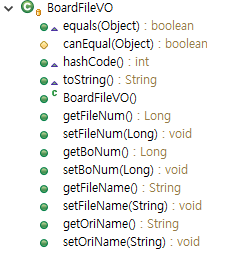 BoardFileVO
equals(Object) : boolean
canEqual(Object) : boolean
hashCode() : int
toString() : String
BoardFileVO()
getFileNum() : Long
setFileNum(Long) : void
getBoNum() : Long
setBoNum(Long) : void
getFileName() : String
setFileName(String) : void
getOriName() : String
setOriName(String) : void